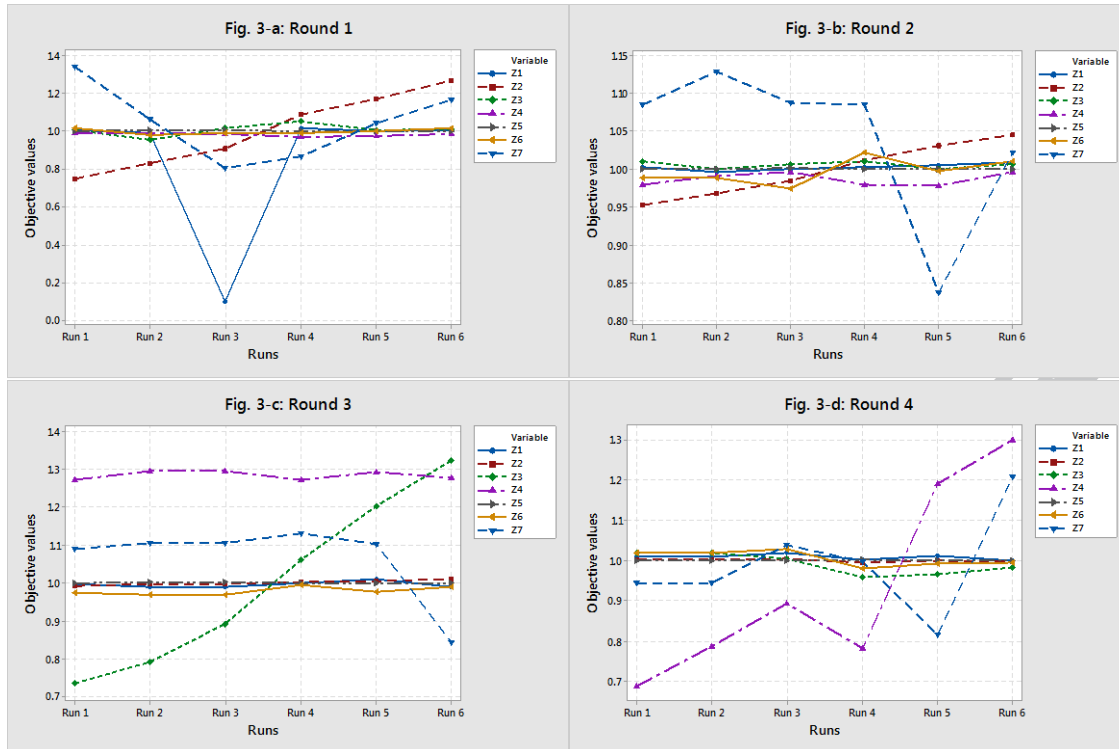 Fig. 3-a: Round 1
Objective values
1.4
1.2
1.0
0.8
0.6
0.4
0.2
0.0
Run 1 Run 2 Run 3 Run 4 Run 5 Run 6
Runs
Variable
Z1
Z2
Z3
Z4
Z5
Z6
Z7
Fig. 3-b: Round 2
Objective values
1.15
1.10
1.05
1.00
0.95
0.90
0.85
0.80
Run 1 Run 2 Run 3 Run 4 Run 5 Run 6
Runs
Variable
Z1
Z2
Z3
Z4
Z5
Z6
Z7
Fig. 3-c: Round 3
Objective values
1.4
1.3
1.2
1.1
1.0
0.9
0.8
0.7
Run 1 Run 2 Run 3 Run 4 Run 5 Run 6
Runs
Variable
Z1
Z2
Z3
Z4
Z5
Z6
Z7
Fig. 3-d: Round 4
Objective values
1.3
1.2
1.1
1.0
0.9
0.8
0.7
Run 1 Run 2 Run 3 Run 4 Run 5 Run 6
Runs
Variable
Z1
Z2
Z3
Z4
Z5
Z6
Z7